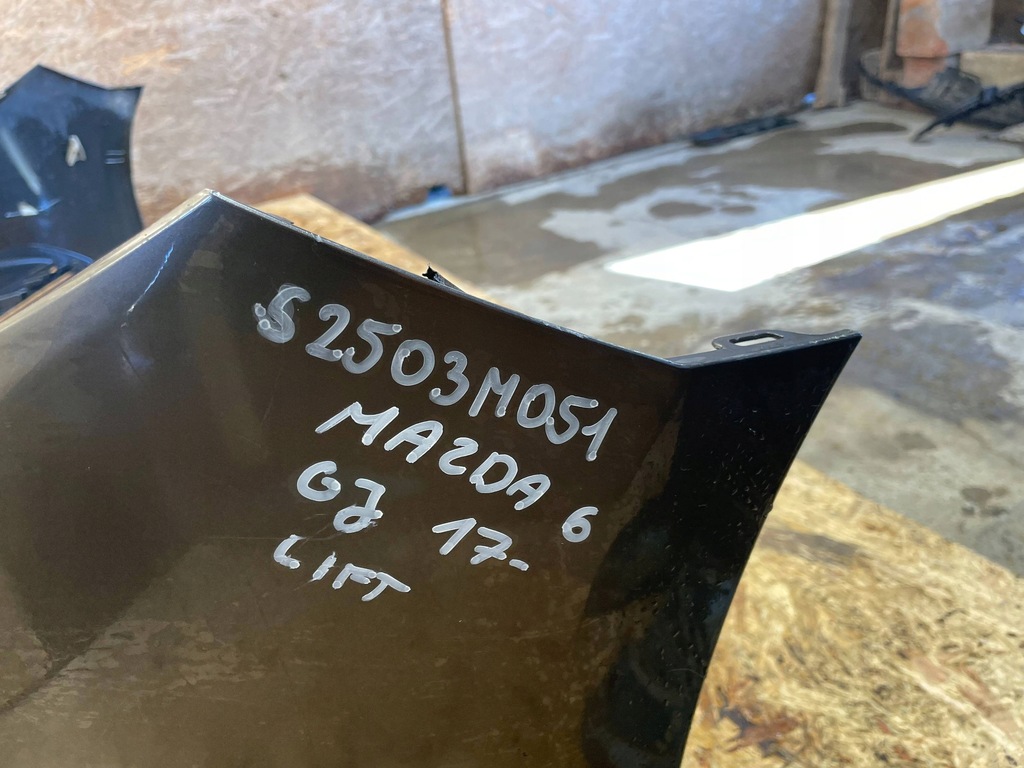 S2503M051
MAZDA 6
GJ 17-
LIFT